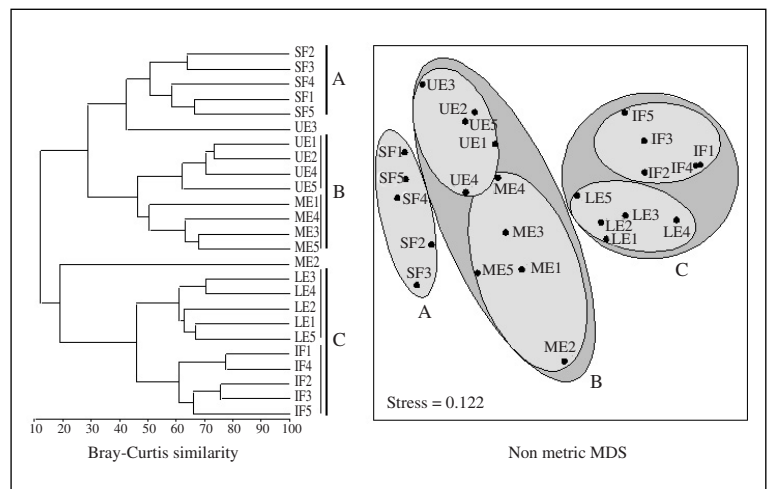 SF2
SF3
SF4
SF1
SF5
A
UE3
UE1
UE2
UE4
UE5
ME1
ME4
ME3
ME5
B
ME2
LE3
LE4
LE2
LE1
LE5
IF1
IF4
IF2
IF3
IF5
C
10 20 30 40 50 60 70 80 90 100
Bray-Curtis similarity
UE3
UE2
UE5
UE1
SF1
SF5
SF4
UE4
ME4
SF2
ME3
SF3
ME5
ME1
A
ME2
B
IF5
IF3
IF1
IF4
IF2
LE5
LE3
LE2
LE4
LE1
C
Stress = 0.122
Non metric MDS